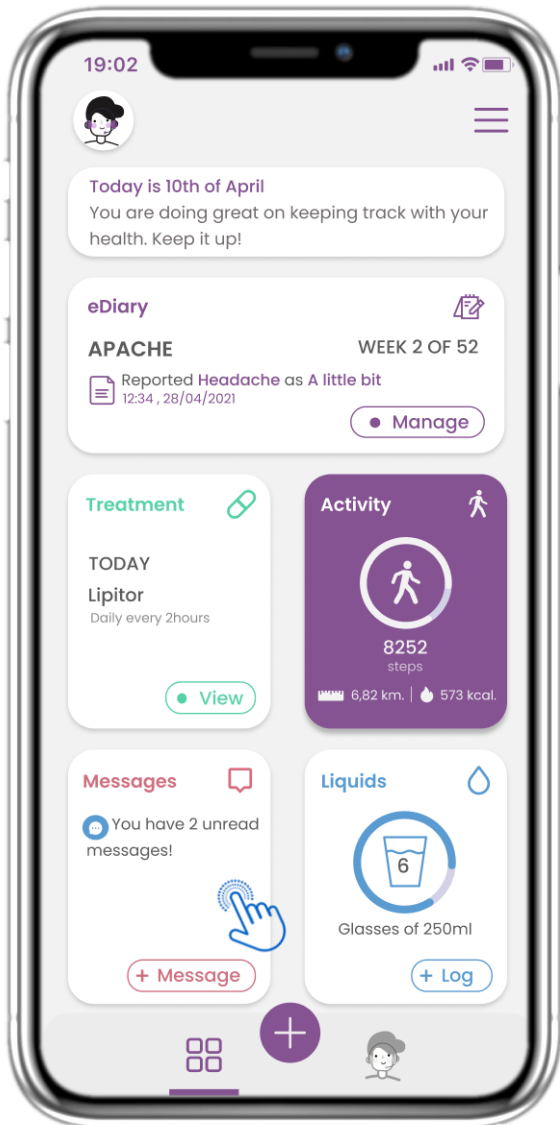 19:02
Today is 10th of April
You are doing great on keeping track with your
health. Keep it up!
eDiary
APACHE
WEEK 2 OF 52
Reported Headache as A little bit
12:34 , 28/04/2021
Manage
Treatment
TODAY
Lipitor
Daily every 2hours
View
Activity
8252
steps
6,82 km.
573 kcal.
Messages
You have 2 unread
messages!
+ Message
Liquids
6
Glasses of 250ml
+ Log